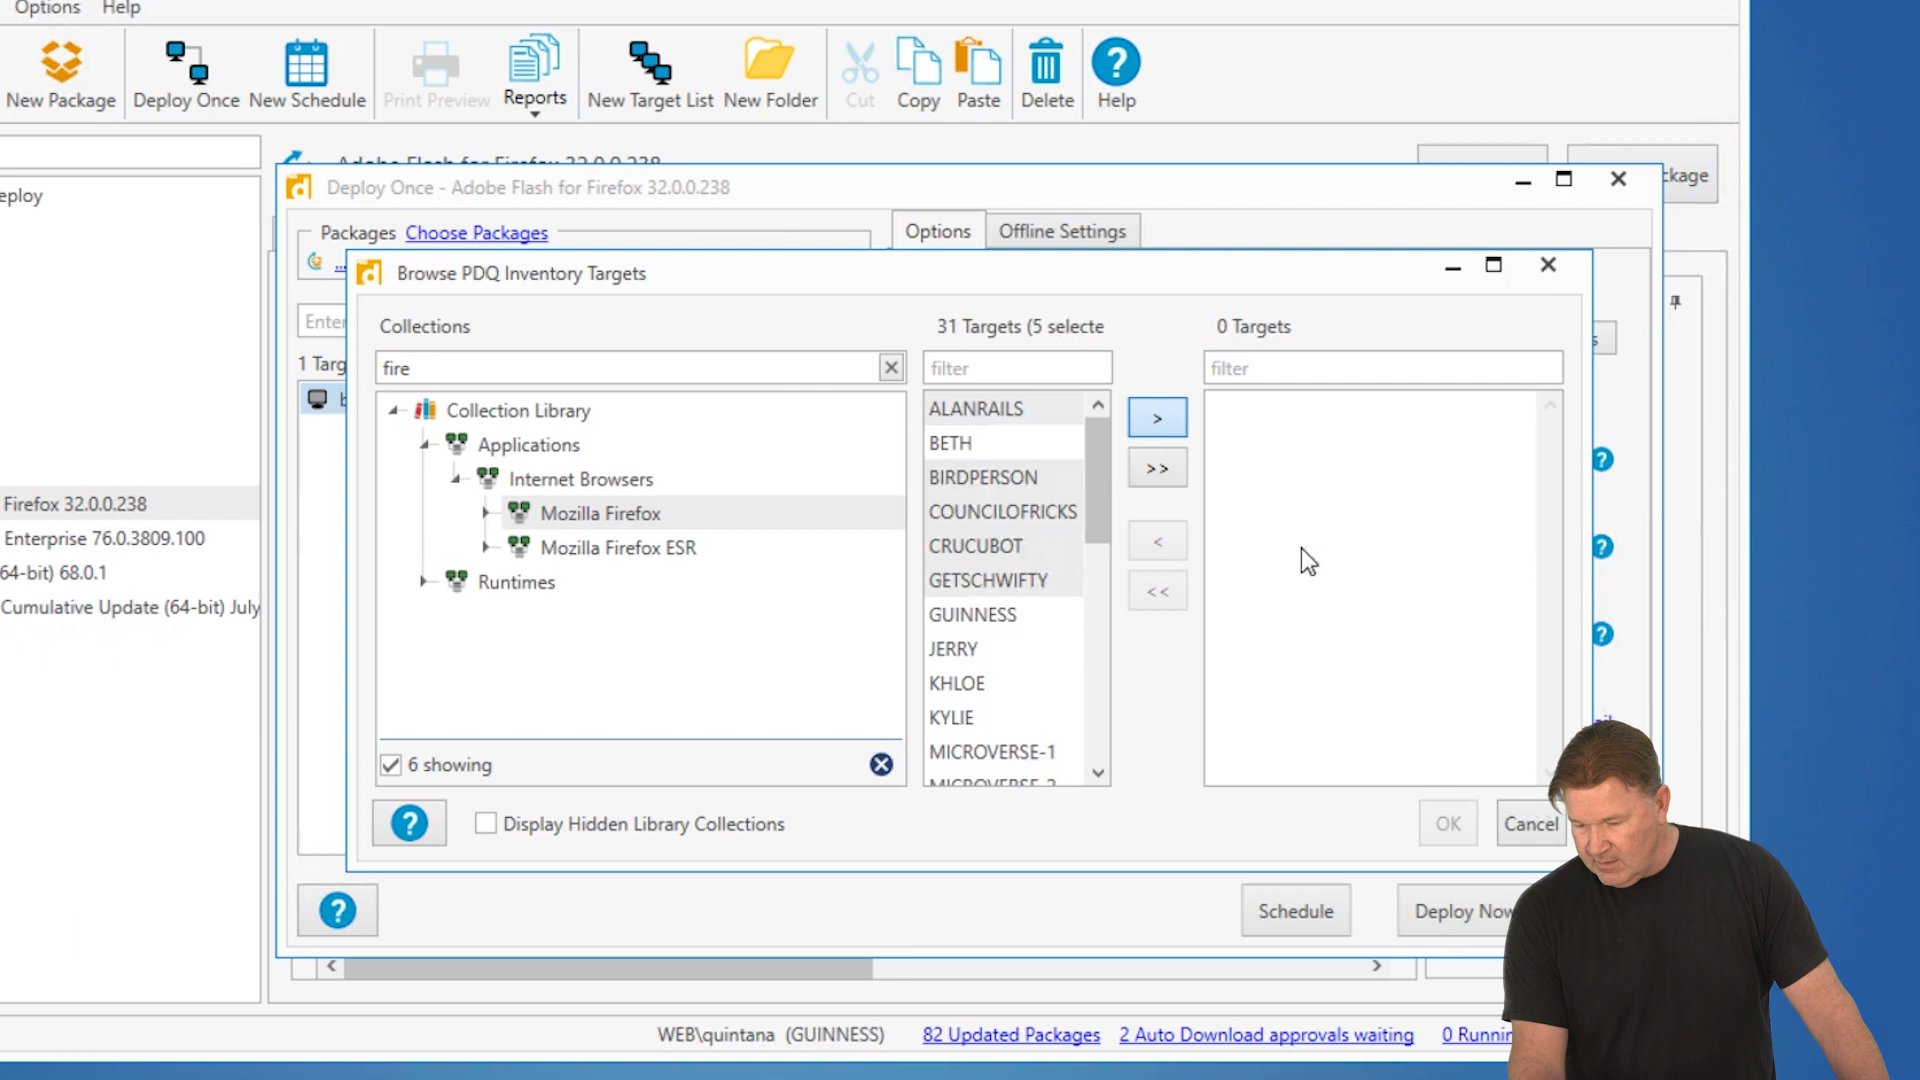 Options Help
New Package Deploy Once New Schedule Print Preview Reports New Target List New Folder Cut Copy Paste Delete Help
Adobe Flash for Firefox 32.0.0.238
eploy
ckage
Deploy Once - Adobe Flash for Firefox 32.0.0.238
Packages Choose Packages
Options Offline Settings
...
Browse PDQ Inventory Targets
Enter
Collections
31 Targets (5 selecte
0 Targets
1 Targ
fire
filter
filter
Collection Library
Applications
Internet Browsers
Mozilla Firefox
Mozilla Firefox ESR
Runtimes
ALANRAILS
BETH
BIRDPERSON
COUNCILOFRICKS
CRUCUBOT
GETSCHWIFTY
GUINNESS
JERRY
KHLOE
KYLIE
MICROVERSE-1
MICROVERSE-2
>
>>
<
<<
Firefox 32.0.0.238
Enterprise 76.0.3809.100
64-bit) 68.0.1
Cumulative Update (64-bit) July
6 showing
Display Hidden Library Collections
OK Cancel
Schedule Deploy Now
WEB\quintana (GUINNESS) 82 Updated Packages 2 Auto Download approvals waiting 0 Runnin